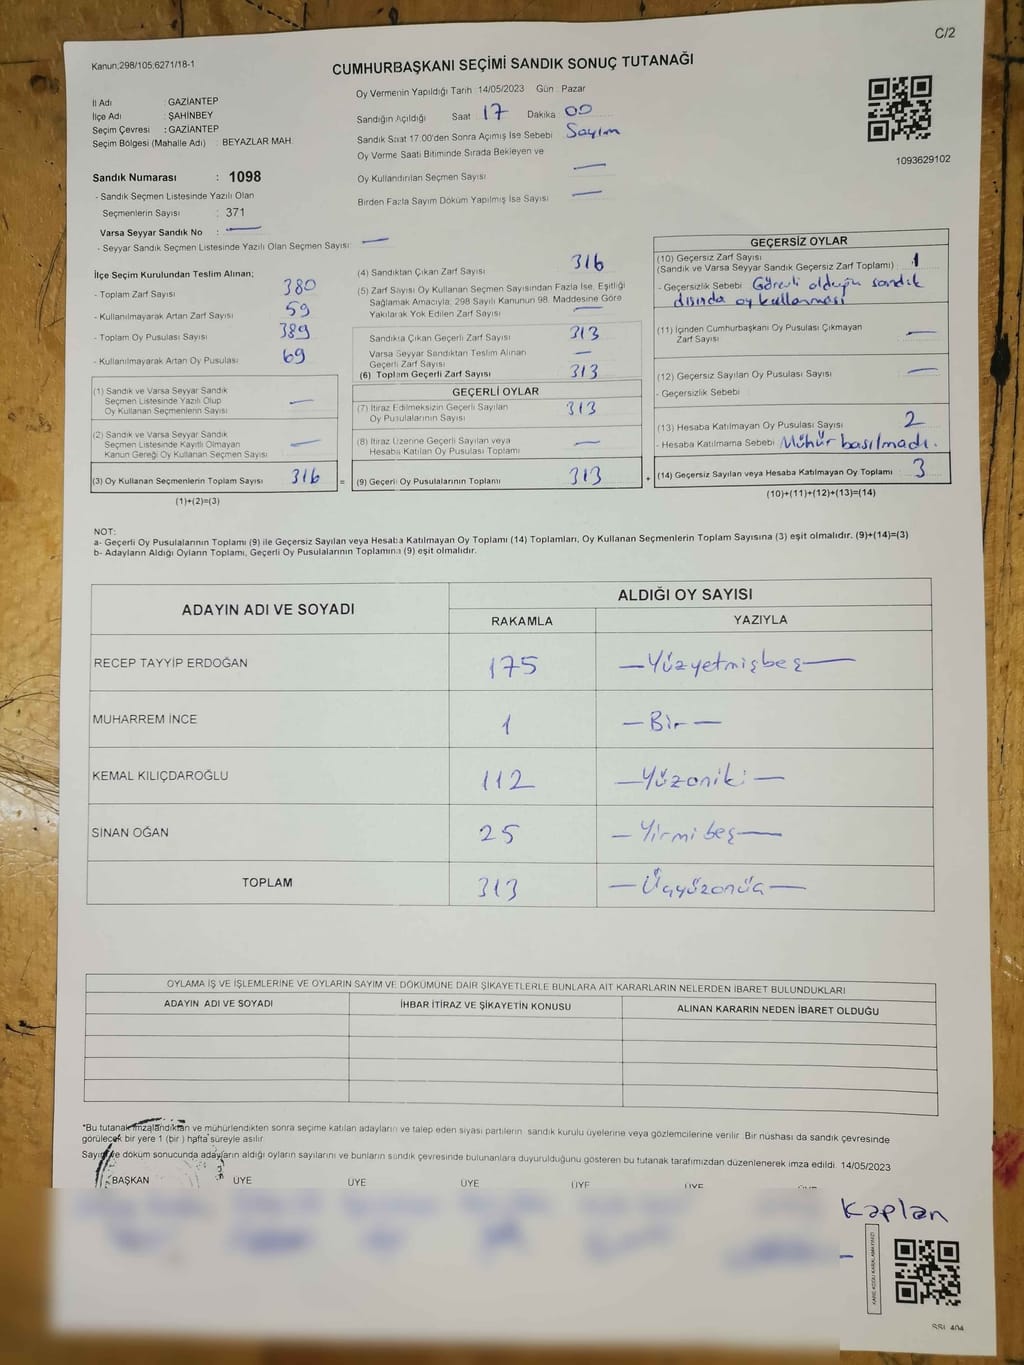 C/2
Kanun;298/105;6271/18-1
CUMHURBAŞKANI SEÇİMİ SANDIK SONUÇ TUTANAĞI
İl Adı : GAZİANTEP
İlçe Adı : ŞAHİNBEY
Seçim Çevresi : GAZİANTEP
Seçim Bölgesi (Mahalle Adı) : BEYAZLAR MAH.
Sandık Numarası : 1098
- Sandık Seçmen Listesinde Yazılı Olan
Seçmenlerin Sayısı : 371
Varsa Seyyar Sandık No : —
- Seyyar Sandık Seçmen Listesinde Yazılı Olan Seçmen Sayısı: —
Oy Vermenin Yapıldığı Tarih : 14/05/2023 Gün : Pazar
Sandığın Açıldığı Saat 17 Dakika 00
Sandık Saat 17:00'den Sonra Açımış İse Sebebi Sayım
Oy Verme Saati Bitiminde Sırada Bekleyen ve
Oy Kullandırılan Seçmen Sayısı —
Birden Fazla Sayım Döküm Yapılmış İse Sayısı —
1093629102
İlçe Seçim Kurulundan Teslim Alınan;
- Toplam Zarf Sayısı 380
- Kullanılmayarak Artan Zarf Sayısı 59
- Toplam Oy Pusulası Sayısı 389
- Kullanılmayarak Artan Oy Pusulası 69
(1) Sandık ve Varsa Seyyar Sandık
Seçmen Listesinde Yazılı Olup
Oy Kullanan Seçmenlerin Sayısı —
(2) Sandık ve Varsa Seyyar Sandık
Seçmen Listesinde Kayıtlı Olmayan
Kanun Gereği Oy Kullanan Seçmen Sayısı —
(3) Oy Kullanan Seçmenlerin Toplam Sayısı 316 =
(1)+(2)=(3)
(4) Sandıktan Çıkan Zarf Sayısı 316
(5) Zarf Sayısı Oy Kullanan Seçmen Sayısından Fazla İse, Eşitliği
Sağlamak Amacıyla; 298 Sayılı Kanunun 98. Maddesine Göre
Yakılarak Yok Edilen Zarf Sayısı —
Sandıkta Çıkan Geçerli Zarf Sayısı 313
Varsa Seyyar Sandıktan Teslim Alınan
Geçerli Zarf Sayısı —
(6) Toplam Geçerli Zarf Sayısı 313
GEÇERLİ OYLAR
(7) İtiraz Edilmeksizin Geçerli Sayılan
Oy Pusulalarının Sayısı 313
(8) İtiraz Üzerine Geçerli Sayılan veya
Hesaba Katılan Oy Pusulası Toplamı —
(9) Geçerli Oy Pusulalarının Toplamı 313 +
GEÇERSİZ OYLAR
(10) Geçersiz Zarf Sayısı
(Sandık ve Varsa Seyyar Sandık Geçersiz Zarf Toplamı) 1
- Geçersizlik Sebebi Görevli olduğu sandık
dışında oy kullanması
(11) İçinden Cumhurbaşkanı Oy Pusulası Çıkmayan
Zarf Sayısı —
(12) Geçersiz Sayılan Oy Pusulası Sayısı —
- Geçersizlik Sebebi
(13) Hesaba Katılmayan Oy Pusulası Sayısı 2
- Hesaba Katılmama Sebebi Mühür basılmadı.
(14) Geçersiz Sayılan veya Hesaba Katılmayan Oy Toplamı 3
(10)+(11)+(12)+(13)=(14)
NOT:
a- Geçerli Oy Pusulalarının Toplamı (9) ile Geçersiz Sayılan veya Hesaba Katılmayan Oy Toplamı (14) Toplamları, Oy Kullanan Seçmenlerin Toplam Sayısına (3) eşit olmalıdır. (9)+(14)=(3)
b- Adayların Aldığı Oyların Toplamı, Geçerli Oy Pusulalarının Toplamına (9) eşit olmalıdır.
ADAYIN ADI VE SOYADI
ALDIĞI OY SAYISI
RAKAMLA YAZIYLA
RECEP TAYYİP ERDOĞAN 175 —Yüzyetmişbeş—
MUHARREM İNCE 1 —Bir—
KEMAL KILIÇDAROĞLU 112 —Yüzoniki—
SİNAN OĞAN 25 —Yirmibeş—
TOPLAM 313 —Üçyüzonüç—
OYLAMA İŞ VE İŞLEMLERİNE VE OYLARIN SAYIM VE DÖKÜMÜNE DAİR ŞİKAYETLERLE BUNLARA AİT KARARLARIN NELERDEN İBARET BULUNDUKLARI
ADAYIN ADI VE SOYADI İHBAR İTİRAZ VE ŞİKAYETİN KONUSU ALINAN KARARIN NEDEN İBARET OLDUĞU
*Bu tutanak imzalandıktan ve mühürlendikten sonra seçime katılan adayların ve talep eden siyasi partilerin sandık kurulu üyelerine veya gözlemcilerine verilir. Bir nüshası da sandık çevresinde
görülecek bir yere 1 (bir ) hafta süreyle asılır.
Sayım ve döküm sonucunda adayların aldığı oyların sayılarını ve bunların sandık çevresinde bulunanlara duyurulduğunu gösteren bu tutanak tarafımızdan düzenlenerek imza edildi. 14/05/2023
BAŞKAN ÜYE ÜYE ÜYE ÜYE ÜYE
Kaplan